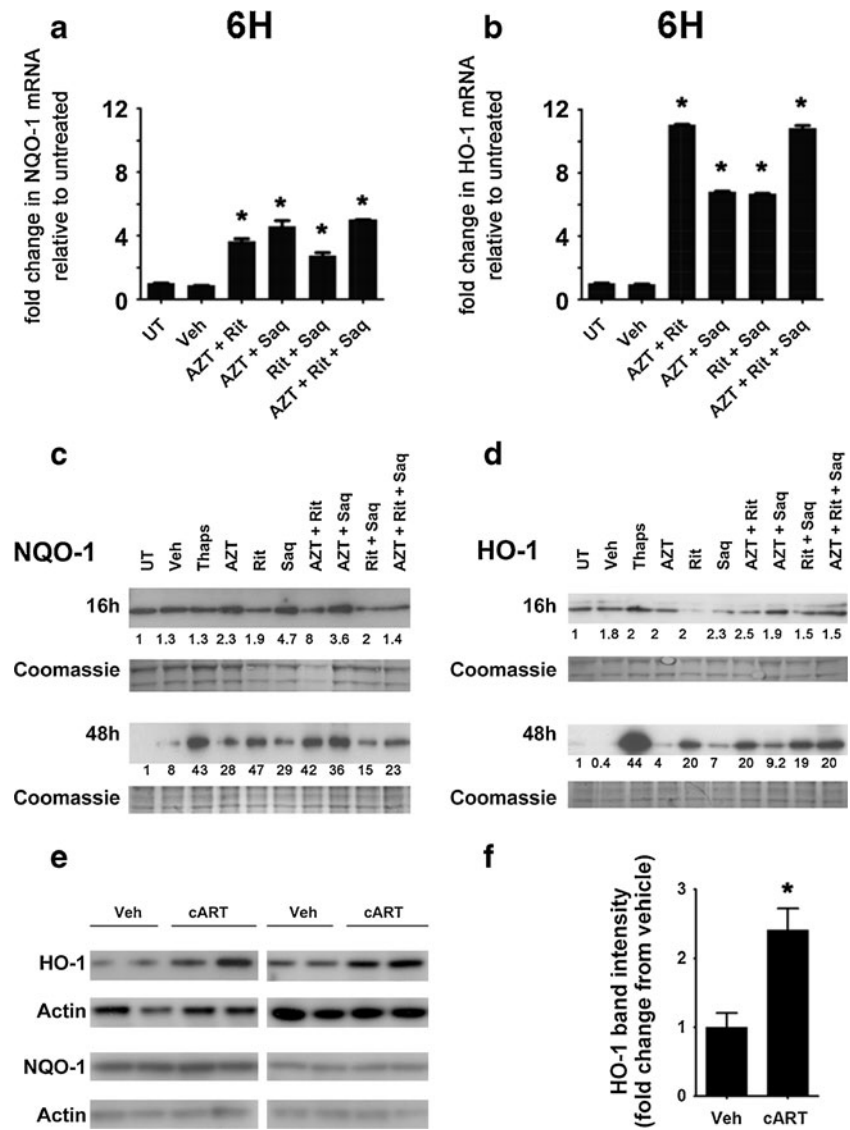 a
6H
fold change in NQO-1 mRNA
relative to untreated
12
8
4
0
*
*
*
*
UT
Veh
AZT + Rit
AZT + Saq
Rit + Saq
AZT + Rit + Saq
b
6H
fold change in HO-1 mRNA
relative to untreated
12
8
4
0
*
*
*
*
UT
Veh
AZT + Rit
AZT + Saq
Rit + Saq
AZT + Rit + Saq
c
NQO-1
UT
Veh
Thaps
AZT
Rit
Saq
AZT + Rit
AZT + Saq
Rit + Saq
AZT + Rit + Saq
16h
1 1.3 1.3 2.3 1.9 4.7 8 3.6 2 1.4
Coomassie
48h
1 8 43 28 47 29 42 36 15 23
Coomassie
d
HO-1
UT
Veh
Thaps
AZT
Rit
Saq
AZT + Rit
AZT + Saq
Rit + Saq
AZT + Rit + Saq
16h
1 1.8 2 2 2 2.3 2.5 1.9 1.5 1.5
Coomassie
48h
1 0.4 44 4 20 7 20 9.2 19 20
Coomassie
e
Veh cART Veh cART
HO-1
Actin
NQO-1
Actin
f
HO-1 band intensity
(fold change from vehicle)
3
2
1
0
*
Veh cART